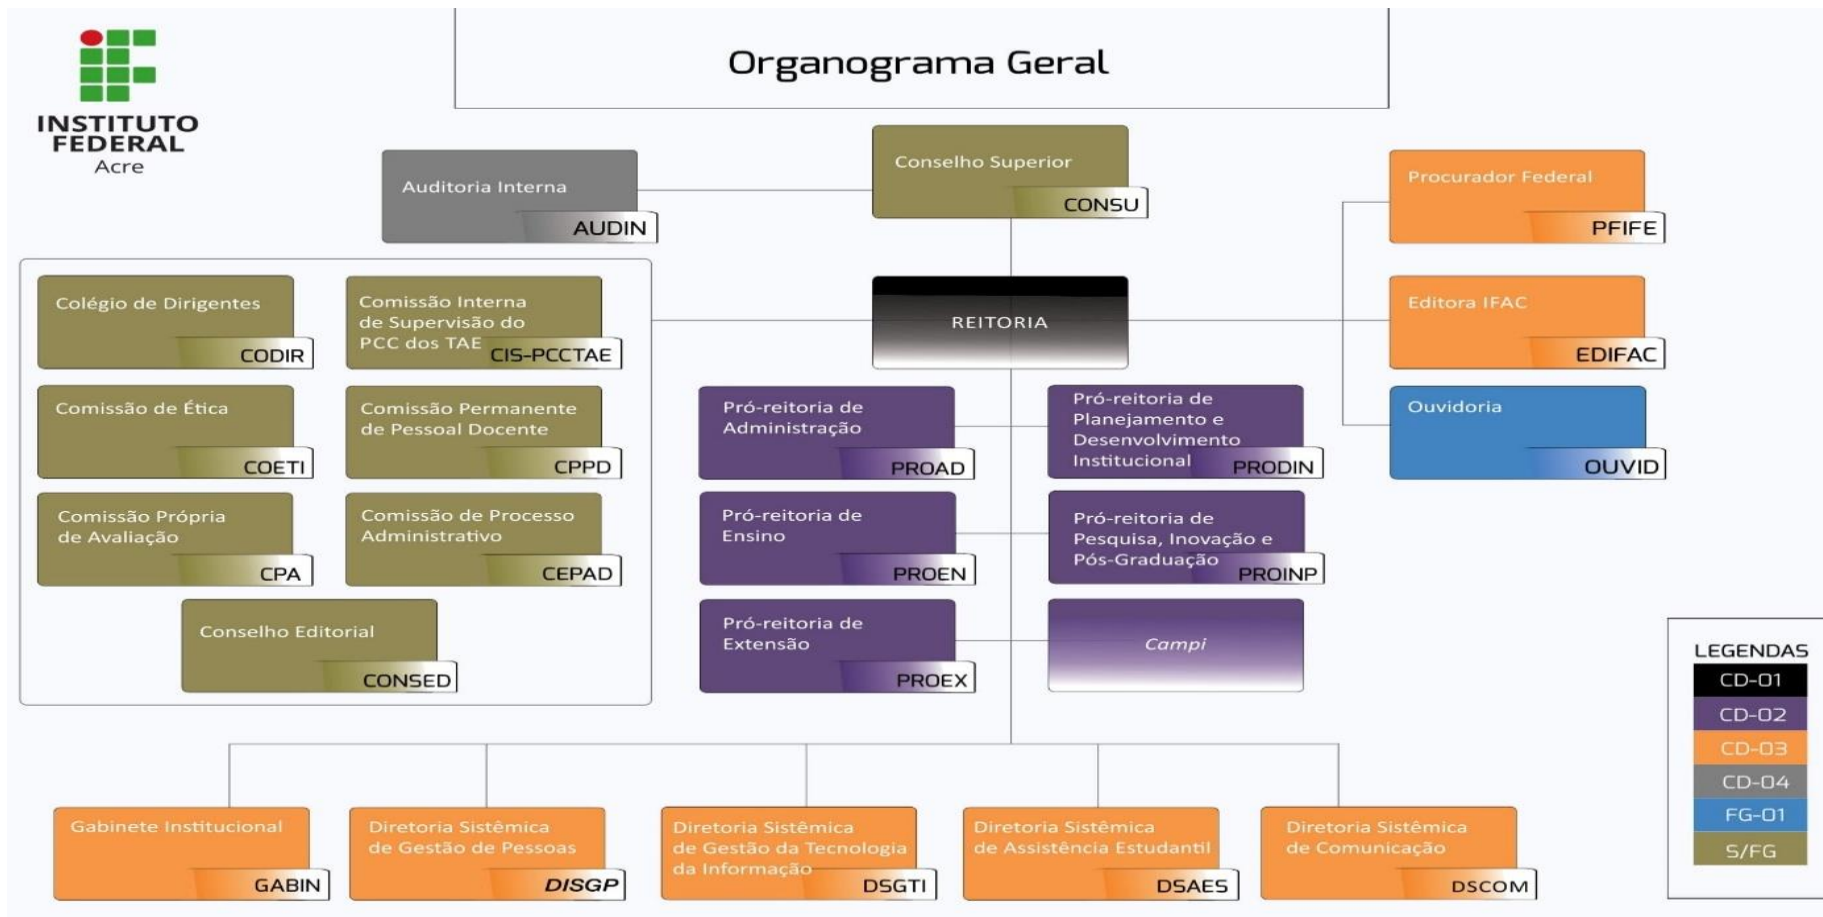 INSTITUTO
FEDERAL
Acre
Organograma Geral
Auditoria Interna
AUDIN
Conselho Superior
CONSU
Procurador Federal
PFIFE
Colégio de Dirigentes
CODIR
Comissão Interna
de Supervisão do
PCC dos TAE
CIS-PCCTAE
REITORIA
Editora IFAC
EDIFAC
Comissão de Ética
COETI
Comissão Permanente
de Pessoal Docente
CPPD
Pró-reitoria de
Administração
PROAD
Pró-reitoria de
Planejamento e
Desenvolvimento
Institucional
PRODIN
Ouvidoria
OUVID
Comissão Própria
de Avaliação
CPA
Comissão de Processo
Administrativo
CEPAD
Pró-reitoria de
Ensino
PROEN
Pró-reitoria de
Pesquisa, Inovação e
Pós-Graduação
PROINP
Conselho Editorial
CONSED
Pró-reitoria de
Extensão
PROEX
Campi
LEGENDAS
CD-01
CD-02
CD-03
CD-04
FG-01
S/FG
Gabinete Institucional
GABIN
Diretoria Sistêmica
de Gestão de Pessoas
DISGP
Diretoria Sistêmica
de Gestão da Tecnologia
da Informação
DSGTI
Diretoria Sistêmica
de Assistência Estudantil
DSAES
Diretoria Sistêmica
de Comunicação
DSCOM